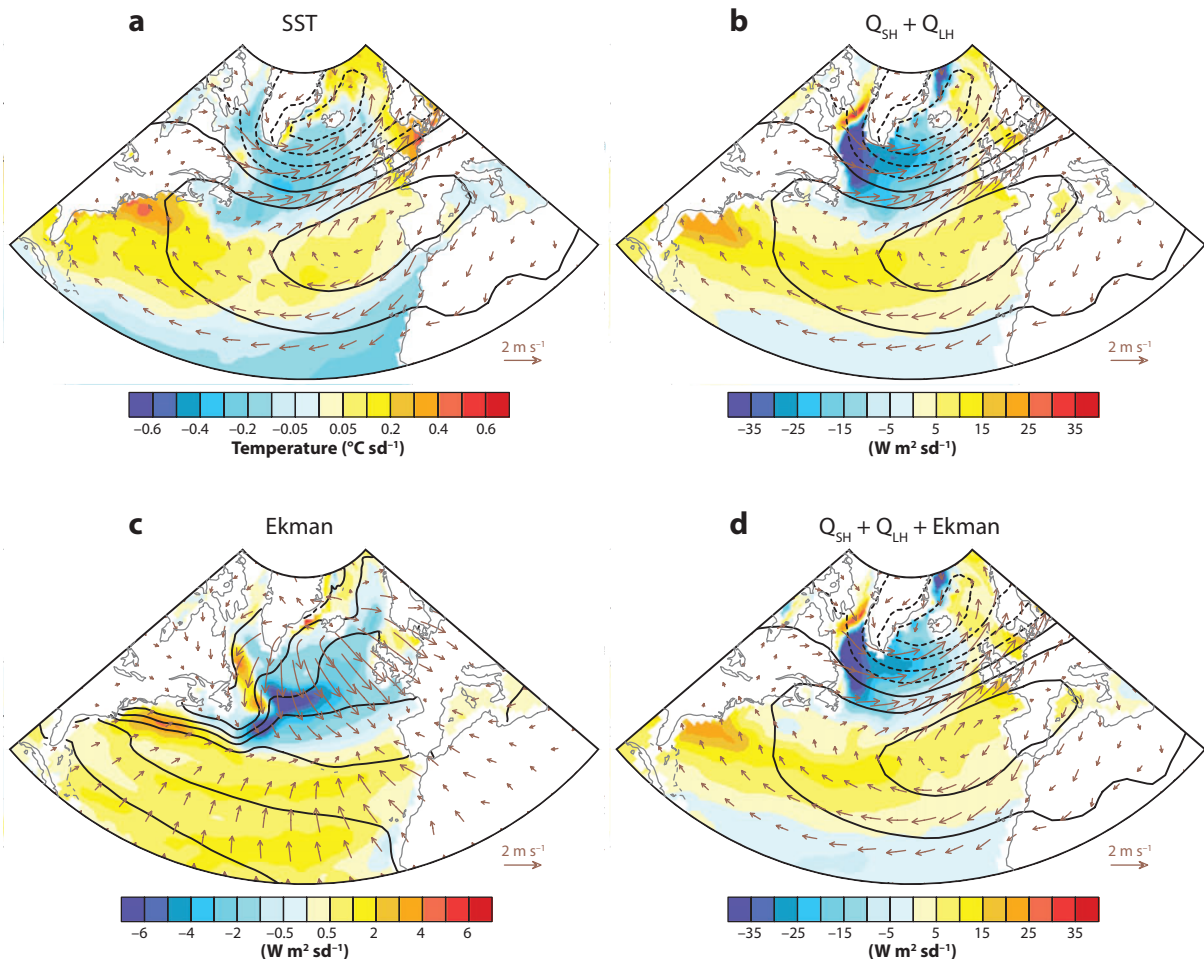 a
SST
b
Q_SH + Q_LH
2 m s⁻¹
2 m s⁻¹
−0.6 −0.4 −0.2 −0.05 0.05 0.2 0.4 0.6
Temperature (°C sd⁻¹)
−35 −25 −15 −5 5 15 25 35
(W m² sd⁻¹)
c
Ekman
d
Q_SH + Q_LH + Ekman
2 m s⁻¹
2 m s⁻¹
−6 −4 −2 −0.5 0.5 2 4 6
(W m² sd⁻¹)
−35 −25 −15 −5 5 15 25 35
(W m² sd⁻¹)